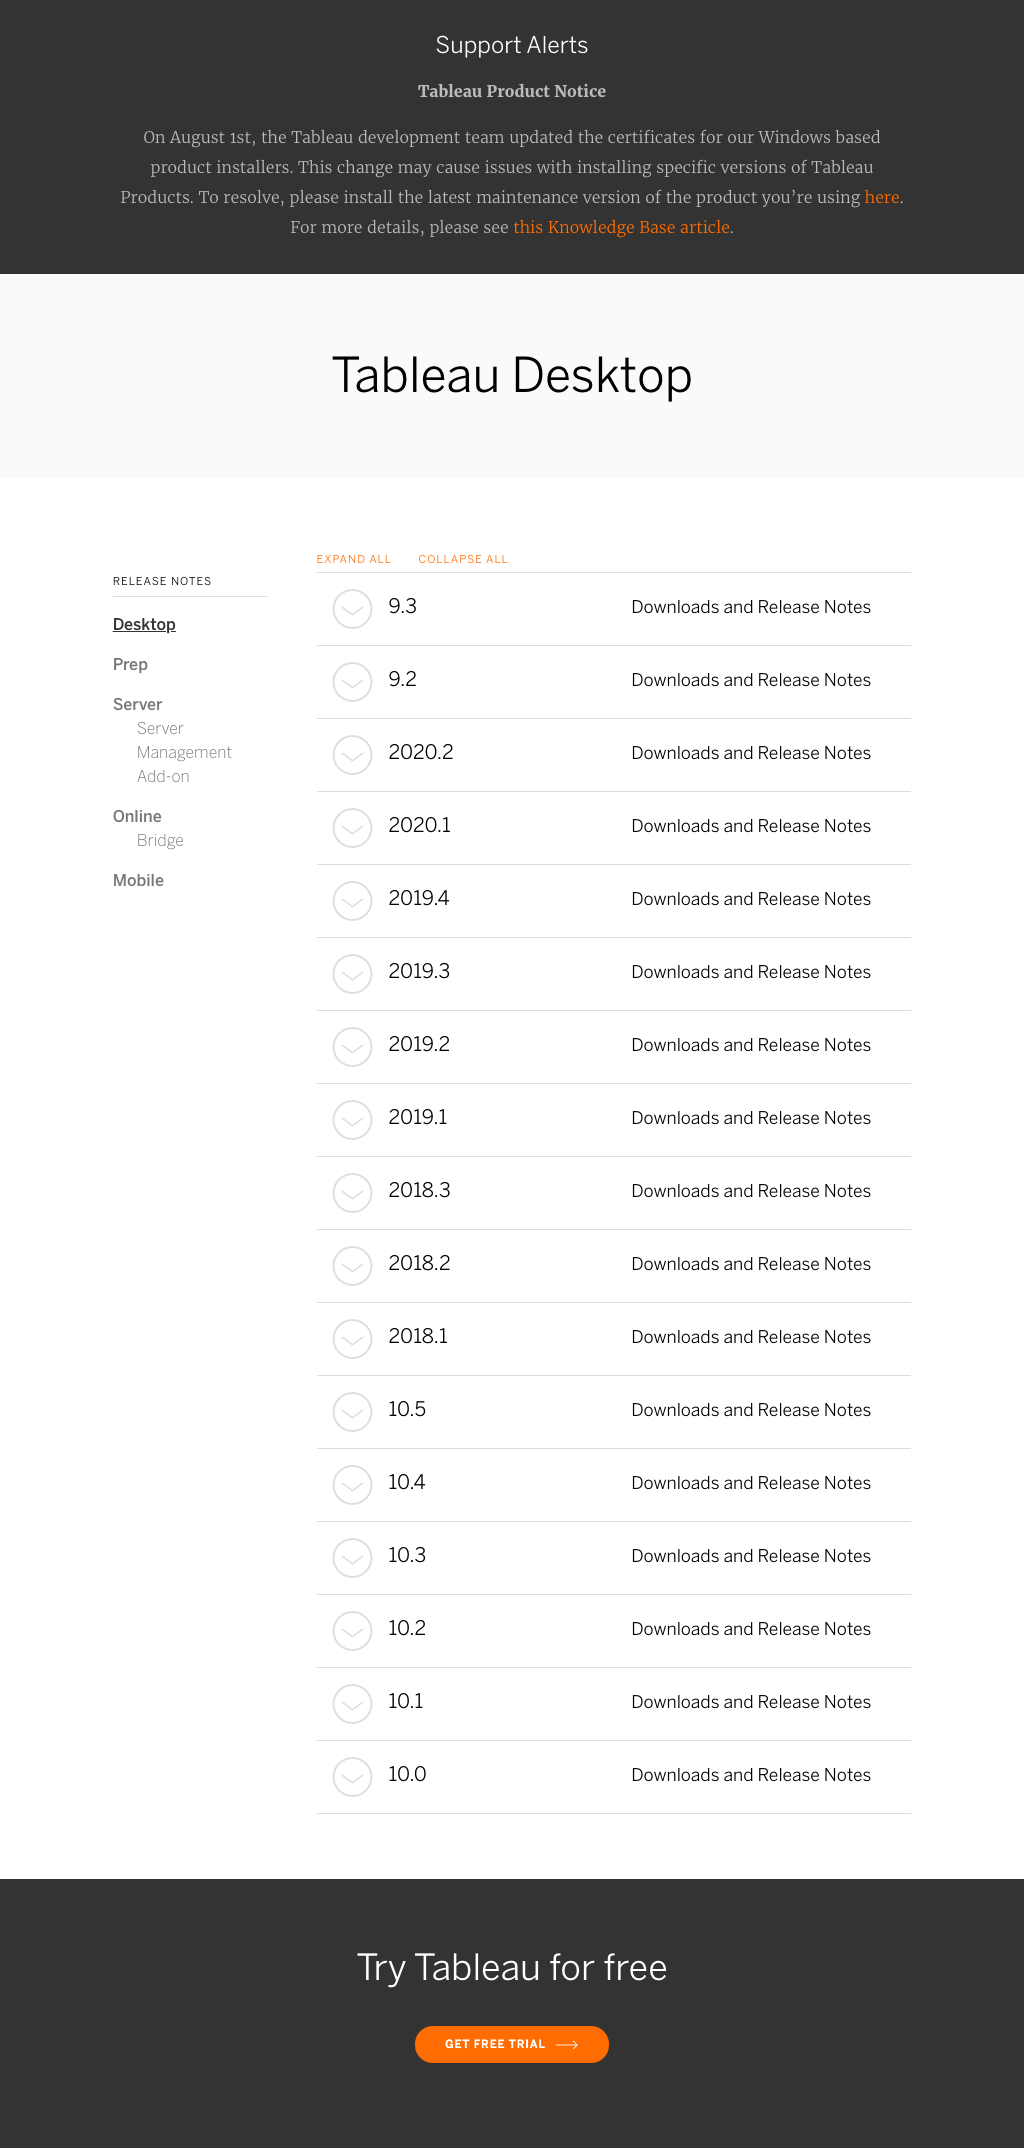 Support Alerts
Tableau Product Notice
On August 1st, the Tableau development team updated the certificates for our Windows based
product installers. This change may cause issues with installing specific versions of Tableau
Products. To resolve, please install the latest maintenance version of the product you’re using here.
For more details, please see this Knowledge Base article.
Tableau Desktop
RELEASE NOTES
Desktop
Prep
Server
Server
Management
Add-on
Online
Bridge
Mobile
EXPAND ALL COLLAPSE ALL
9.3 Downloads and Release Notes
9.2 Downloads and Release Notes
2020.2 Downloads and Release Notes
2020.1 Downloads and Release Notes
2019.4 Downloads and Release Notes
2019.3 Downloads and Release Notes
2019.2 Downloads and Release Notes
2019.1 Downloads and Release Notes
2018.3 Downloads and Release Notes
2018.2 Downloads and Release Notes
2018.1 Downloads and Release Notes
10.5 Downloads and Release Notes
10.4 Downloads and Release Notes
10.3 Downloads and Release Notes
10.2 Downloads and Release Notes
10.1 Downloads and Release Notes
10.0 Downloads and Release Notes
Try Tableau for free
GET FREE TRIAL